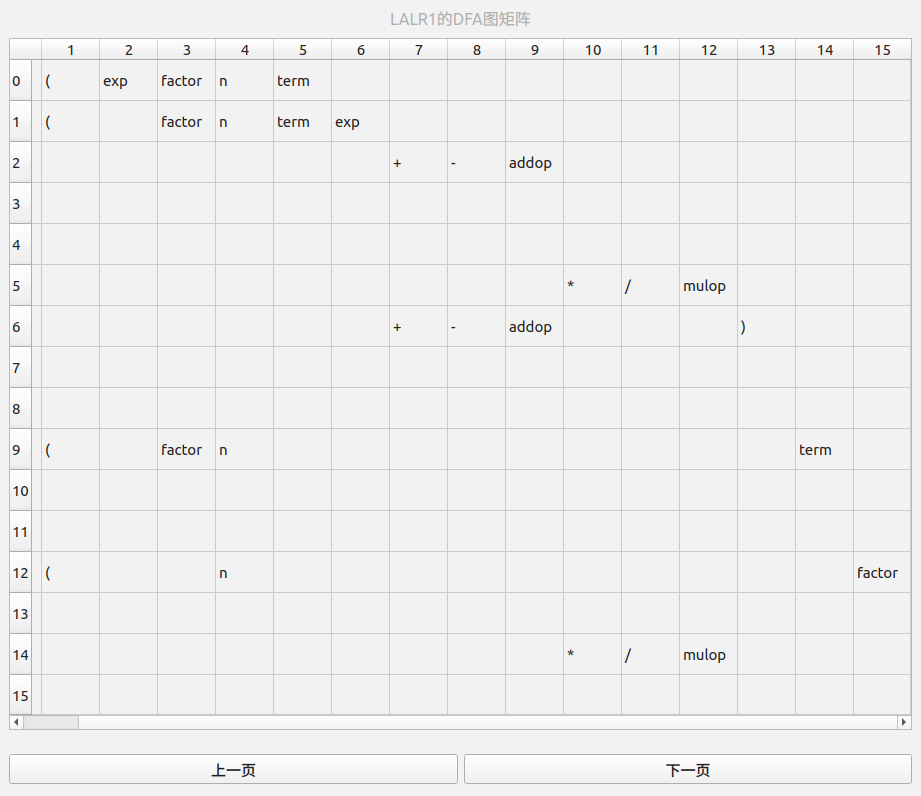 LALR1的DFA图矩阵
1 2 3 4 5 6 7 8 9 10 11 12 13 14 15
0 ( exp factor n term
1 ( factor n term exp
2 + - addop
3
4
5 * / mulop
6 + - addop )
7
8
9 ( factor n term
10
11
12 ( n factor
13
14 * / mulop
15
上一页 下一页